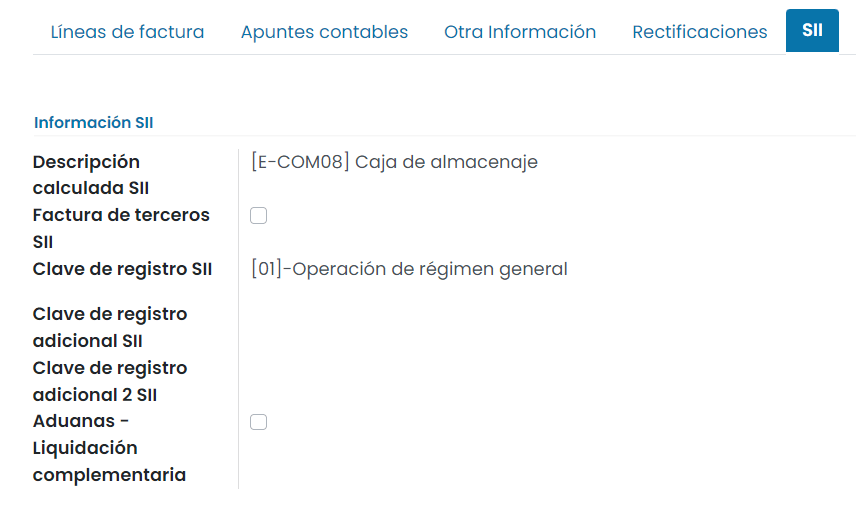 Líneas de factura Apuntes contables Otra Información Rectificaciones SII
Información SII
Descripción [E-COM08] Caja de almacenaje
calculada SII
Factura de terceros
SII
Clave de registro SII [01]-Operación de régimen general
Clave de registro
adicional SII
Clave de registro
adicional 2 SII
Aduanas -
Liquidación
complementaria